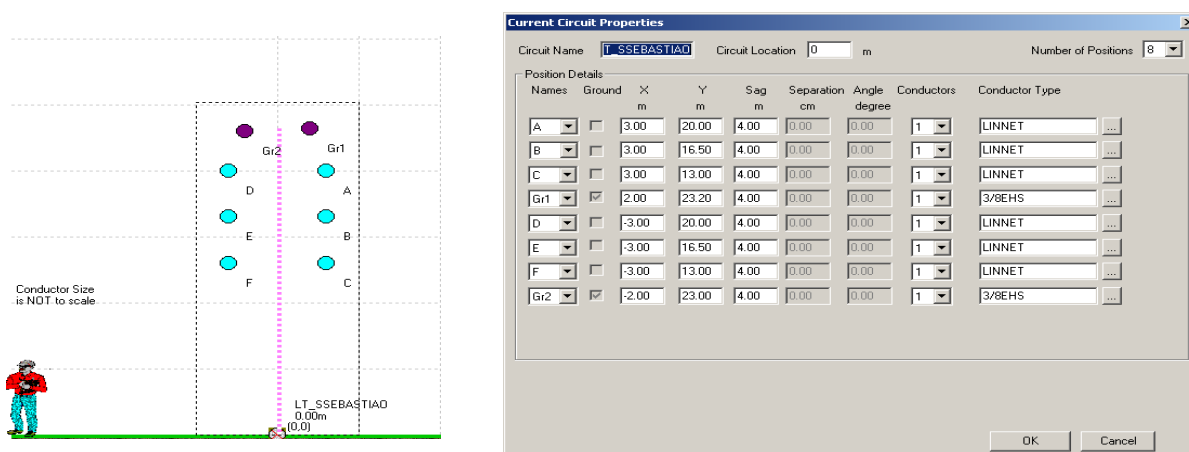 Gr2
Gr1
D
A
E
B
F
C
Conductor Size
is NOT to scale
LT_SSEBASTIAO
0.00m
(0,0)
Current Circuit Properties
Circuit Name T_SSEBASTIAO Circuit Location 0 m Number of Positions 8
Position Details
Names Ground X Y Sag Separation Angle Conductors Conductor Type
m m m cm degree
A 3.00 20.00 4.00 0.00 0.00 1 LINNET ...
B 3.00 16.50 4.00 0.00 0.00 1 LINNET ...
C 3.00 13.00 4.00 0.00 0.00 1 LINNET ...
Gr1 2.00 23.20 4.00 0.00 0.00 1 3/8EHS ...
D -3.00 20.00 4.00 0.00 0.00 1 LINNET ...
E -3.00 16.50 4.00 0.00 0.00 1 LINNET ...
F -3.00 13.00 4.00 0.00 0.00 1 LINNET ...
Gr2 -2.00 23.00 4.00 0.00 0.00 1 3/8EHS ...
OK Cancel